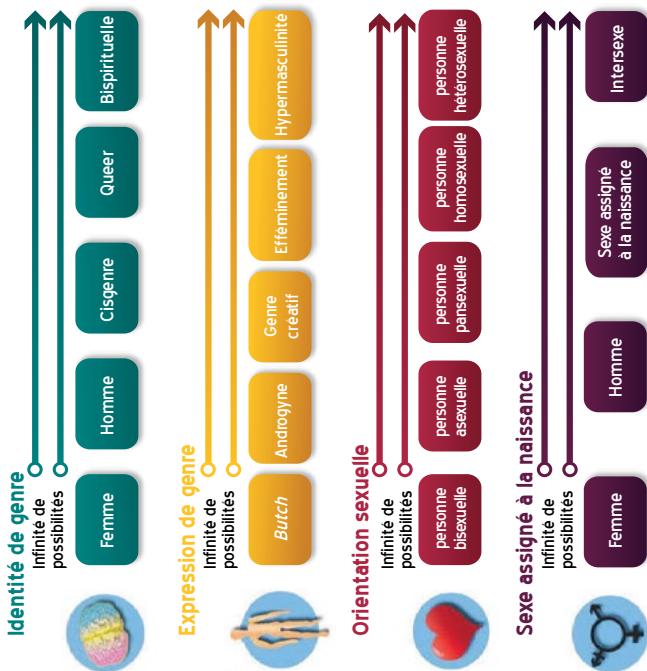 Identité de genre
Infinité de
possibilités
Femme
Homme
Cisgenre
Queer
Bispirituelle
Expression de genre
Infinité de
possibilités
Butch
Androgyne
Genre
créatif
Efféminement
Hypermasculinité
Orientation sexuelle
Infinité de
possibilités
personne
bisexuelle
personne
asexuelle
personne
pansexuelle
personne
homosexuelle
personne
hétérosexuelle
Sexe assigné à la naissance
Infinité de
possibilités
Femme
Homme
Sexe assigné
à la naissance
Intersexe